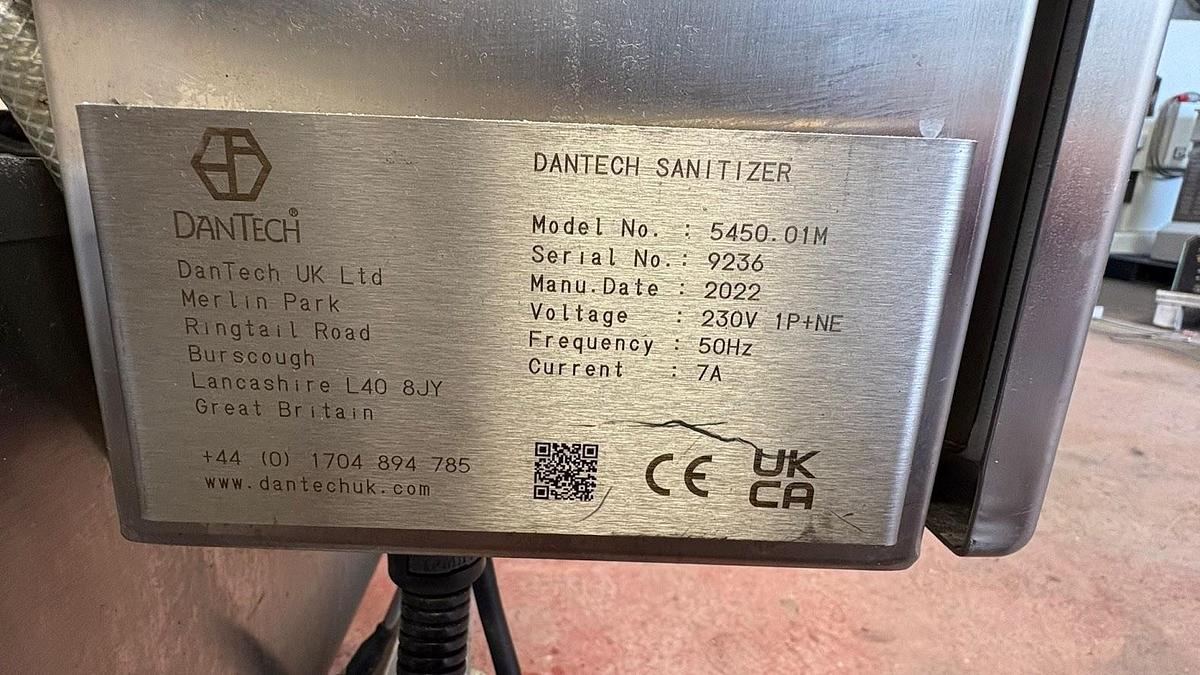 DANTECH®
DanTech UK Ltd
Merlin Park
Ringtail Road
Burscough
Lancashire L40 8JY
Great Britain
+44 (0) 1704 894 785
www.dantechuk.com
DANTECH SANITIZER
Model No. : 5450.01M
Serial No.: 9236
Manu.Date : 2022
Voltage : 230V 1P+NE
Frequency : 50Hz
Current : 7A
CE
UK
CA